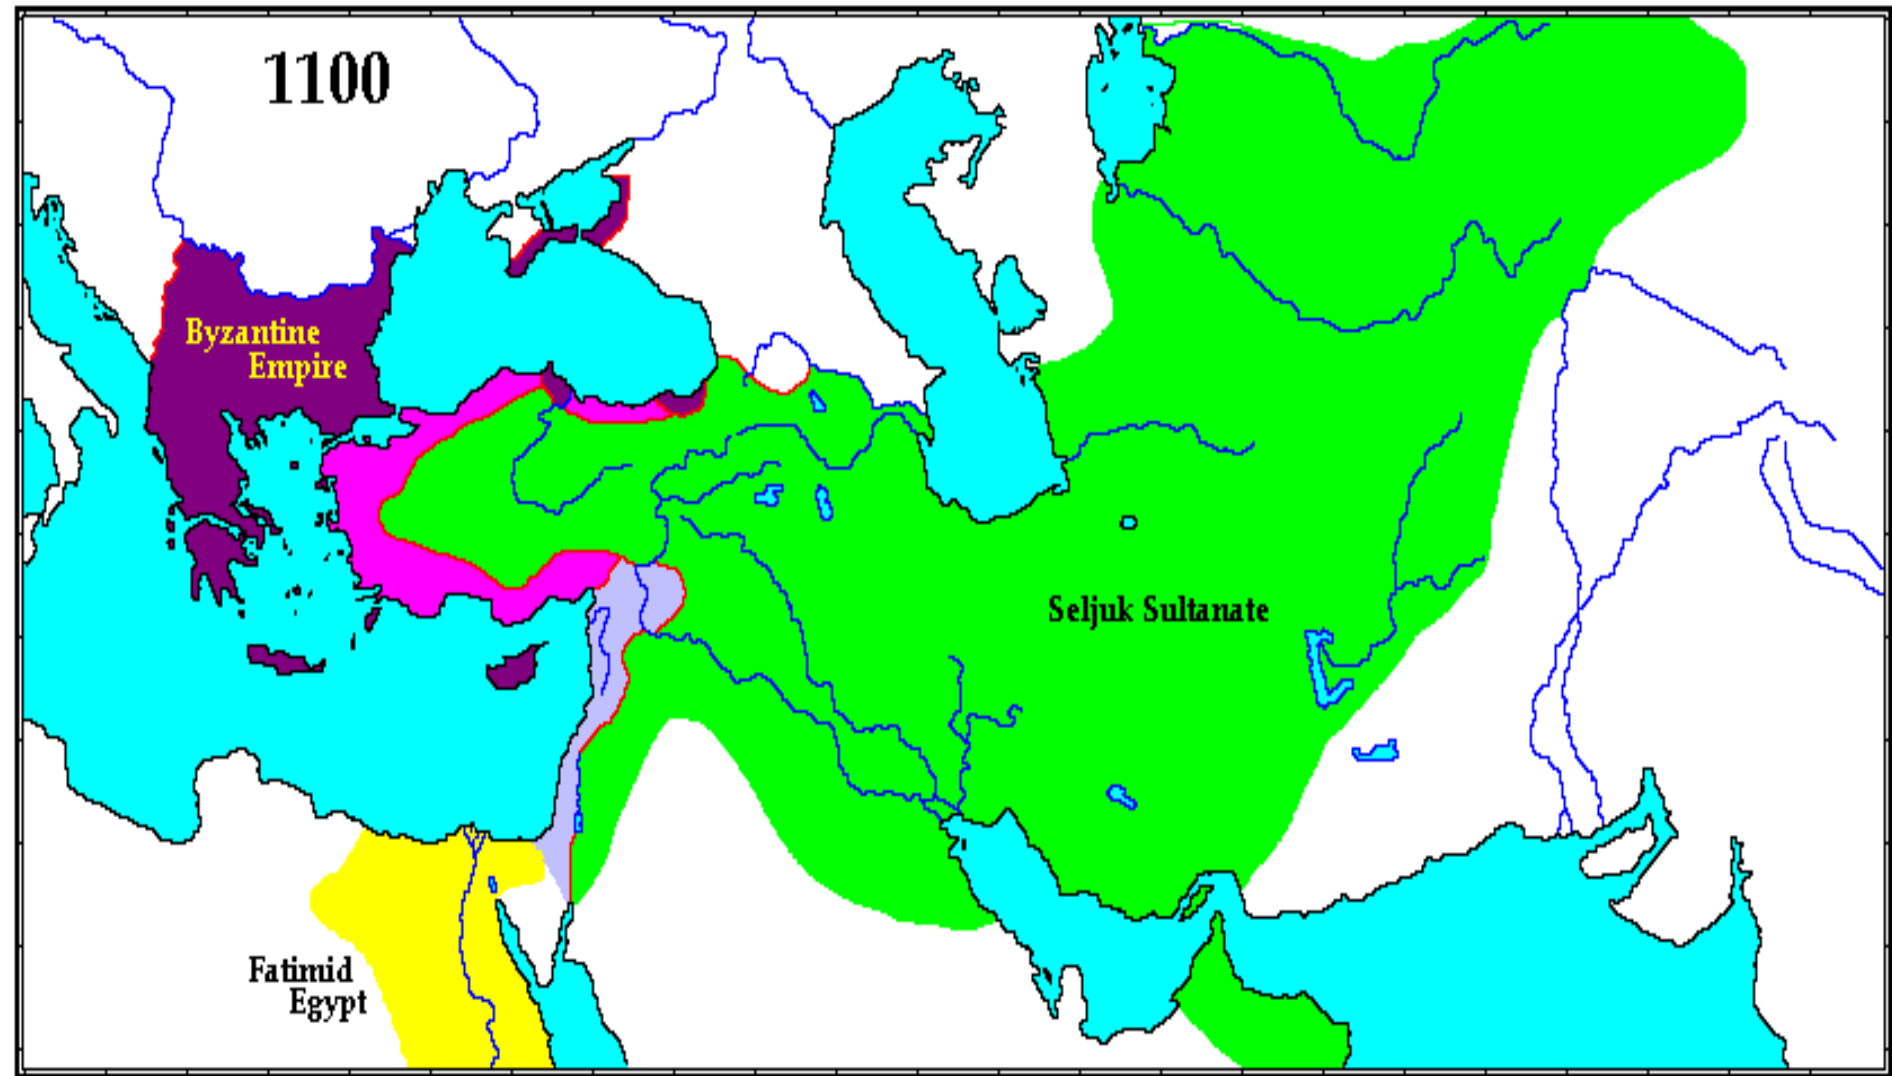 1100
Byzantine
Empire
Seljuk Sultanate
Fatimid
Egypt